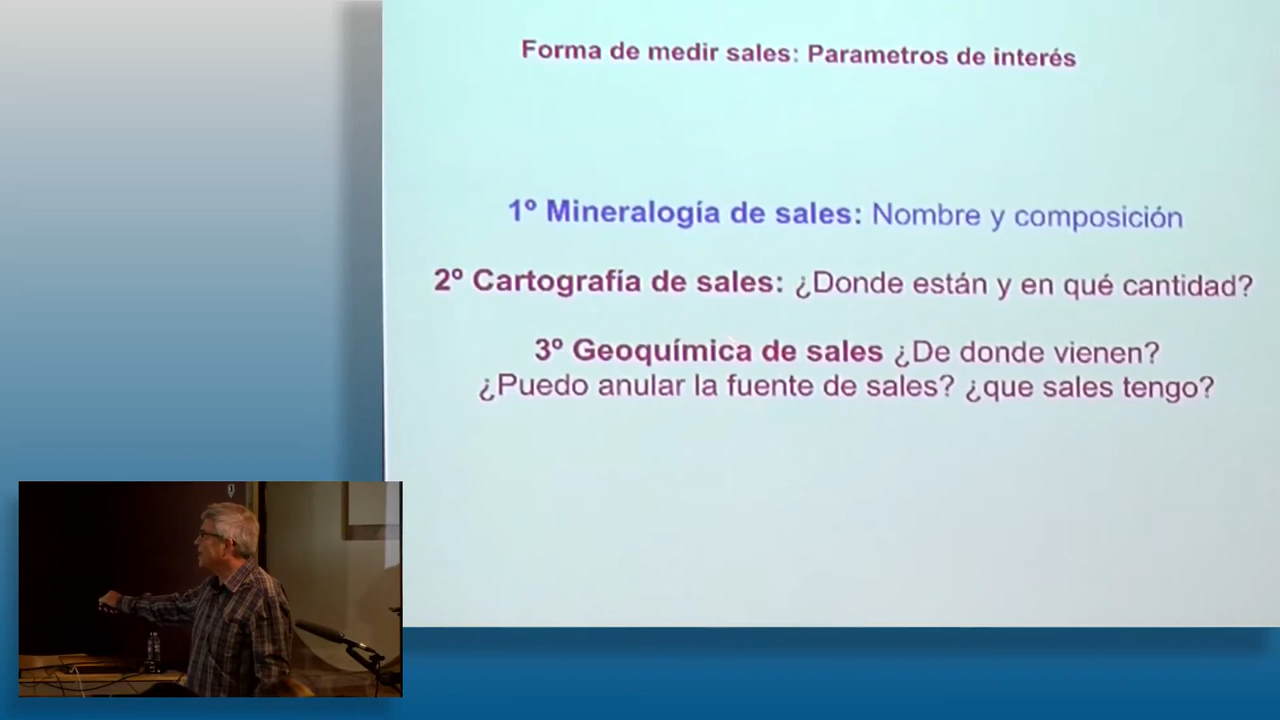 Forma de medir sales: Parametros de interés
1º Mineralogía de sales: Nombre y composición
2º Cartografía de sales: ¿Donde están y en qué cantidad?
3º Geoquímica de sales ¿De donde vienen?
¿Puedo anular la fuente de sales? ¿que sales tengo?